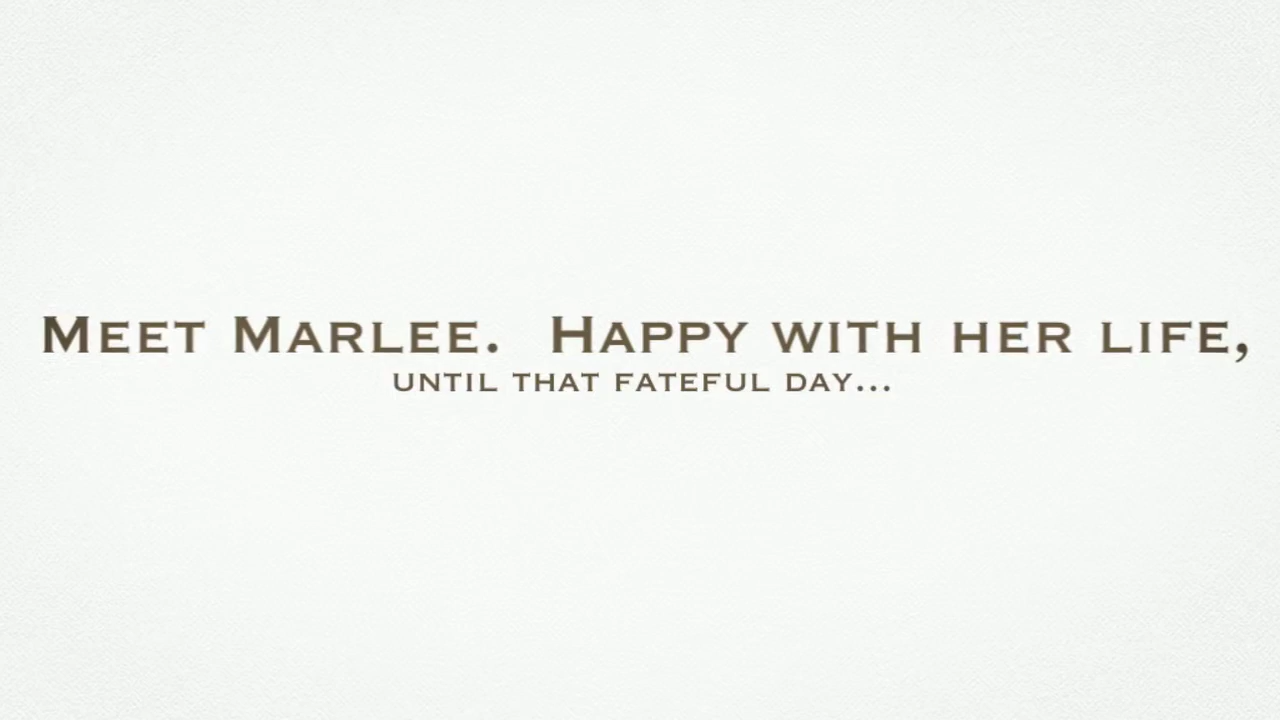 Meet Marlee.  Happy with her life,
until that fateful day...